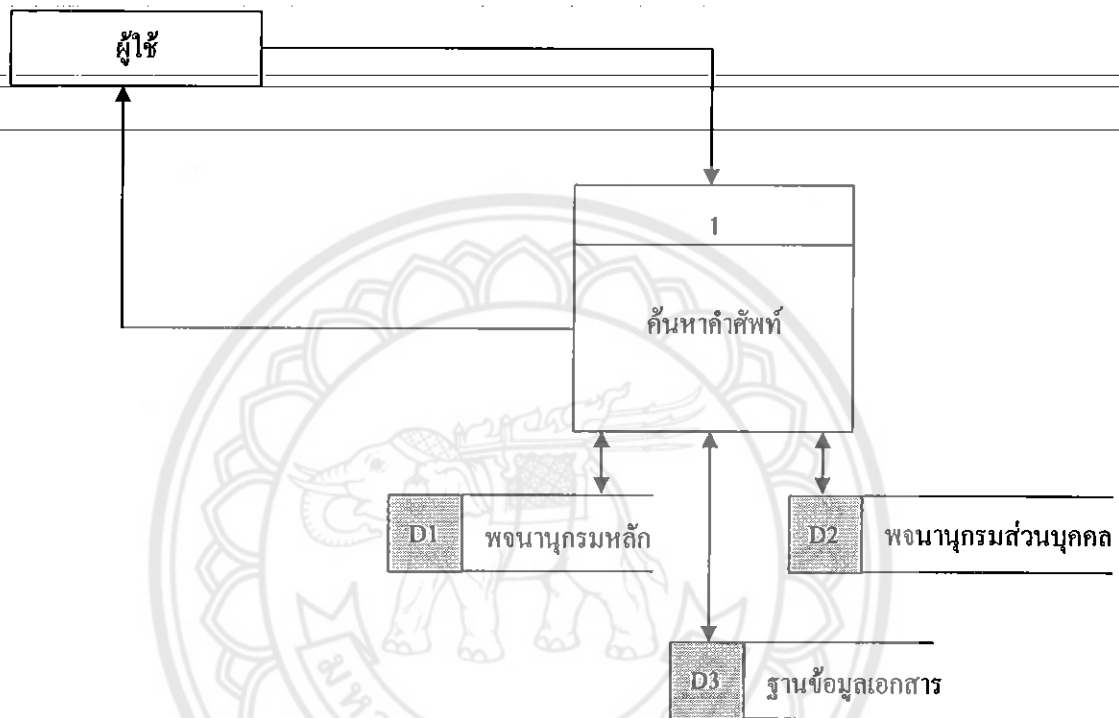 ผู้ใช้
1
ค้นหาคำศัพท์
D1 พจนานุกรมหลัก
D2 พจนานุกรมส่วนบุคคล
D3 ฐานข้อมูลเอกสาร